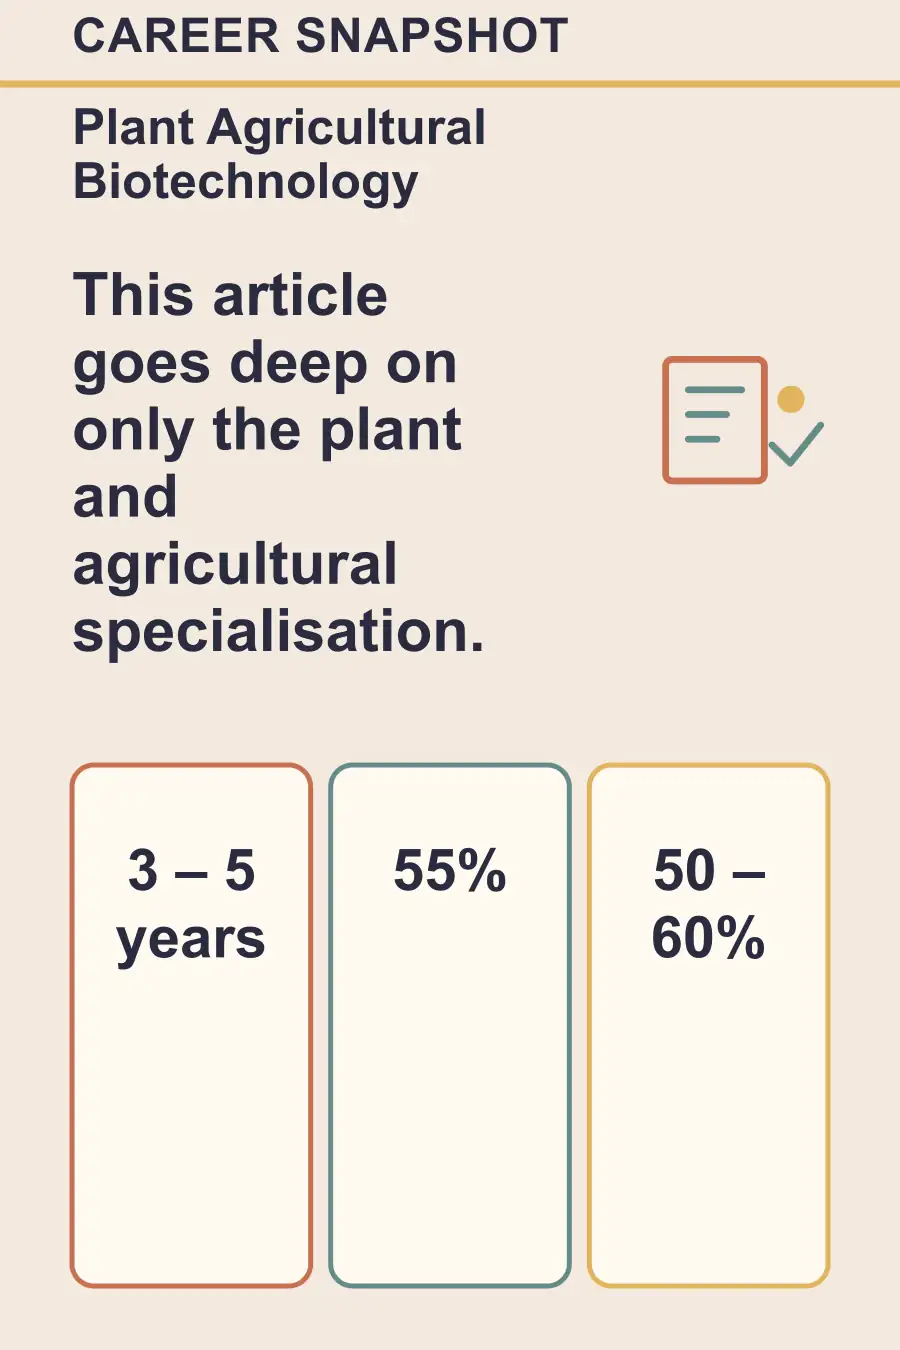 CAREER SNAPSHOT
Plant Agricultural
Biotechnology
This article
goes deep on
only the plant
and
agricultural
specialisation.
3 – 5
years
55%
50 –
60%